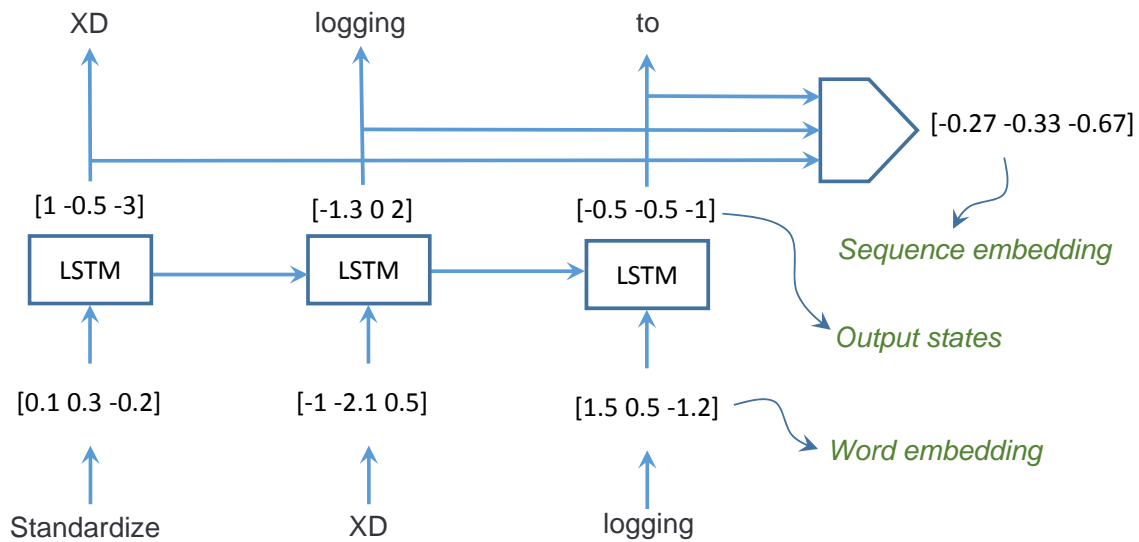 XD logging to
[-0.27 -0.33 -0.67]
[1 -0.5 -3] [-1.3 0 2] [-0.5 -0.5 -1]
Sequence embedding
LSTM LSTM LSTM
Output states
[0.1 0.3 -0.2] [-1 -2.1 0.5] [1.5 0.5 -1.2]
Word embedding
Standardize XD logging